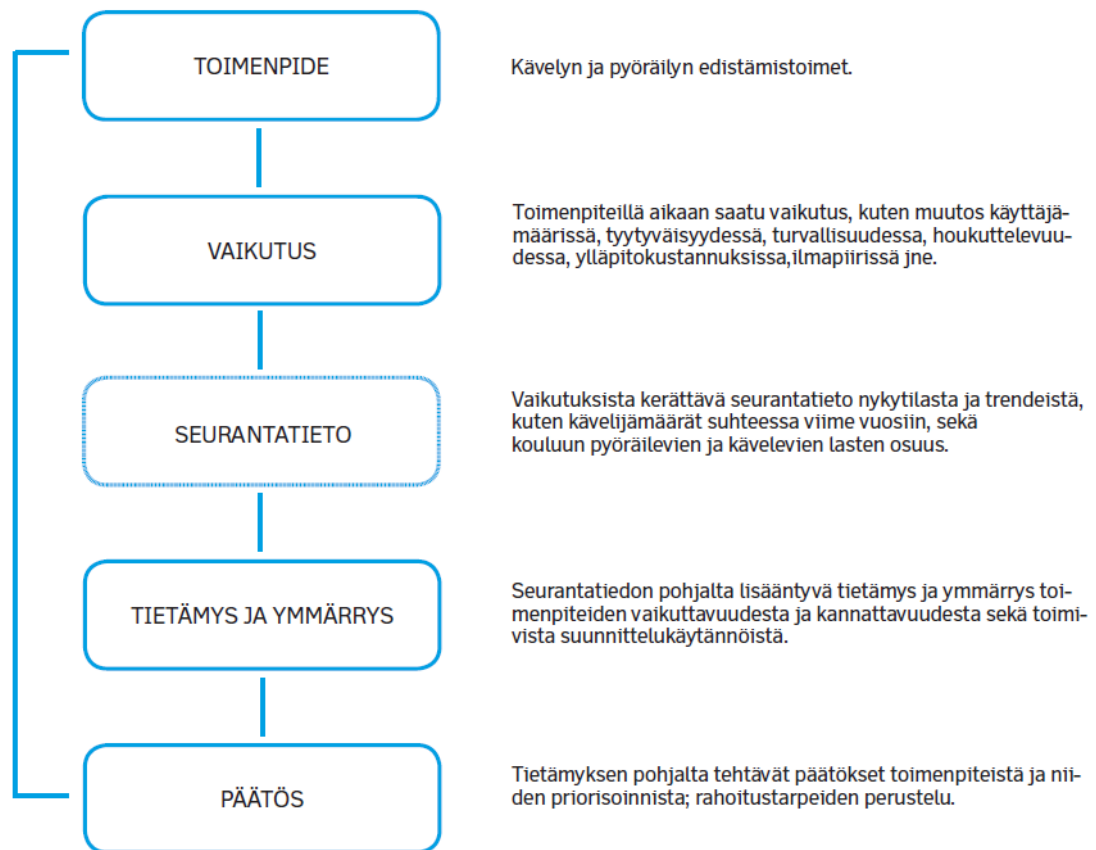 TOIMENPIDE
Kävelyn ja pyöräilyn edistämistoimet.
VAIKUTUS
Toimenpiteillä aikaan saatu vaikutus, kuten muutos käyttäjä-
määrissä, tyytyväisyydessä, turvallisuudessa, houkuttelevuu-
dessa, ylläpitokustannuksissa,ilmapiirissä jne.
SEURANTATIETO
Vaikutuksista kerättävä seurantatieto nykytilasta ja trendeistä,
kuten kävelijämäärät suhteessa viime vuosiin, sekä
kouluun pyöräilevien ja kävelevien lasten osuus.
TIETÄMYS JA YMMÄRRYS
Seurantatiedon pohjalta lisääntyvä tietämys ja ymmärrys toi-
menpiteiden vaikuttavuudesta ja kannattavuudesta sekä toimi-
vista suunnittelukäytännöistä.
PÄÄTÖS
Tietämyksen pohjalta tehtävät päätökset toimenpiteistä ja nii-
den priorisoinnista; rahoitustarpeiden perustelu.